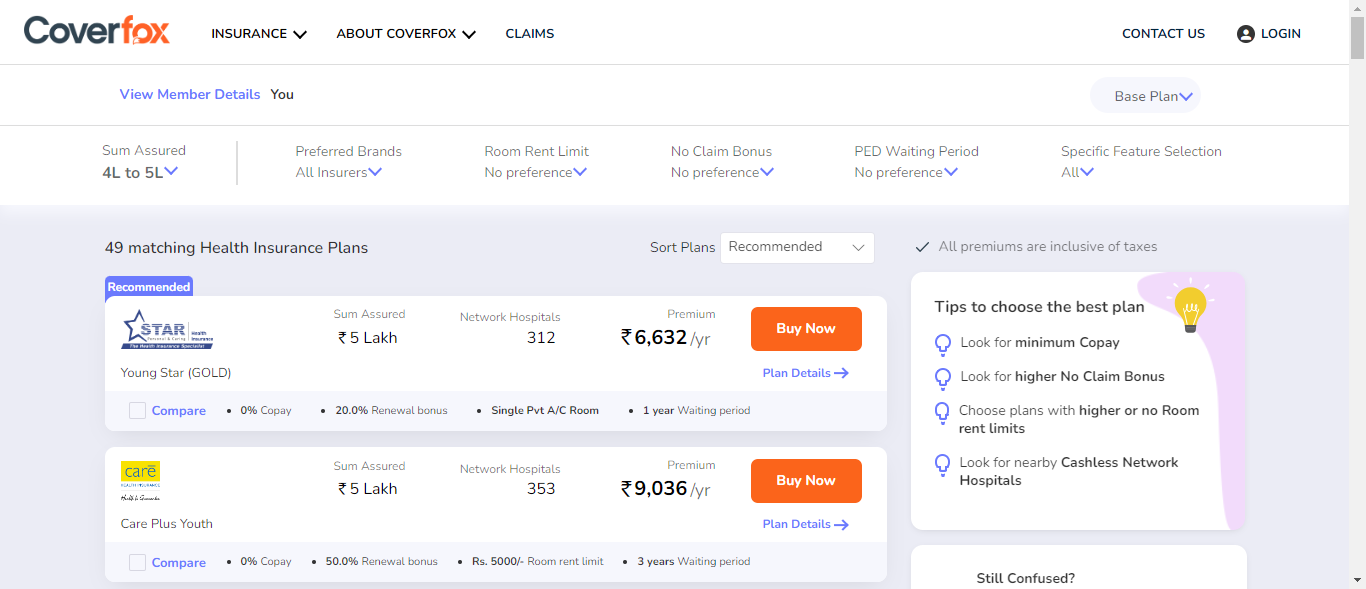 Coverfox
INSURANCE ABOUT COVERFOX CLAIMS CONTACT US LOGIN
View Member Details You Base Plan
Sum Assured Preferred Brands Room Rent Limit No Claim Bonus PED Waiting Period Specific Feature Selection
4L to 5L All Insurers No preference No preference No preference All
49 matching Health Insurance Plans Sort Plans Recommended
All premiums are inclusive of taxes
Recommended
STAR Health Insurance
Personal & Caring
The Health Insurance Specialist
Sum Assured Network Hospitals Premium
₹ 5 Lakh 312 ₹ 6,632 /yr Buy Now
Young Star (GOLD) Plan Details
Compare • 0% Copay • 20.0% Renewal bonus • Single Pvt A/C Room • 1 year Waiting period
care
HEALTH INSURANCE
Sum Assured Network Hospitals Premium
₹ 5 Lakh 353 ₹ 9,036 /yr Buy Now
Care Plus Youth Plan Details
Compare • 0% Copay • 50.0% Renewal bonus • Rs. 5000/- Room rent limit • 3 years Waiting period
Tips to choose the best plan
Look for minimum Copay
Look for higher No Claim Bonus
Choose plans with higher or no Room
rent limits
Look for nearby Cashless Network
Hospitals
Still Confused?